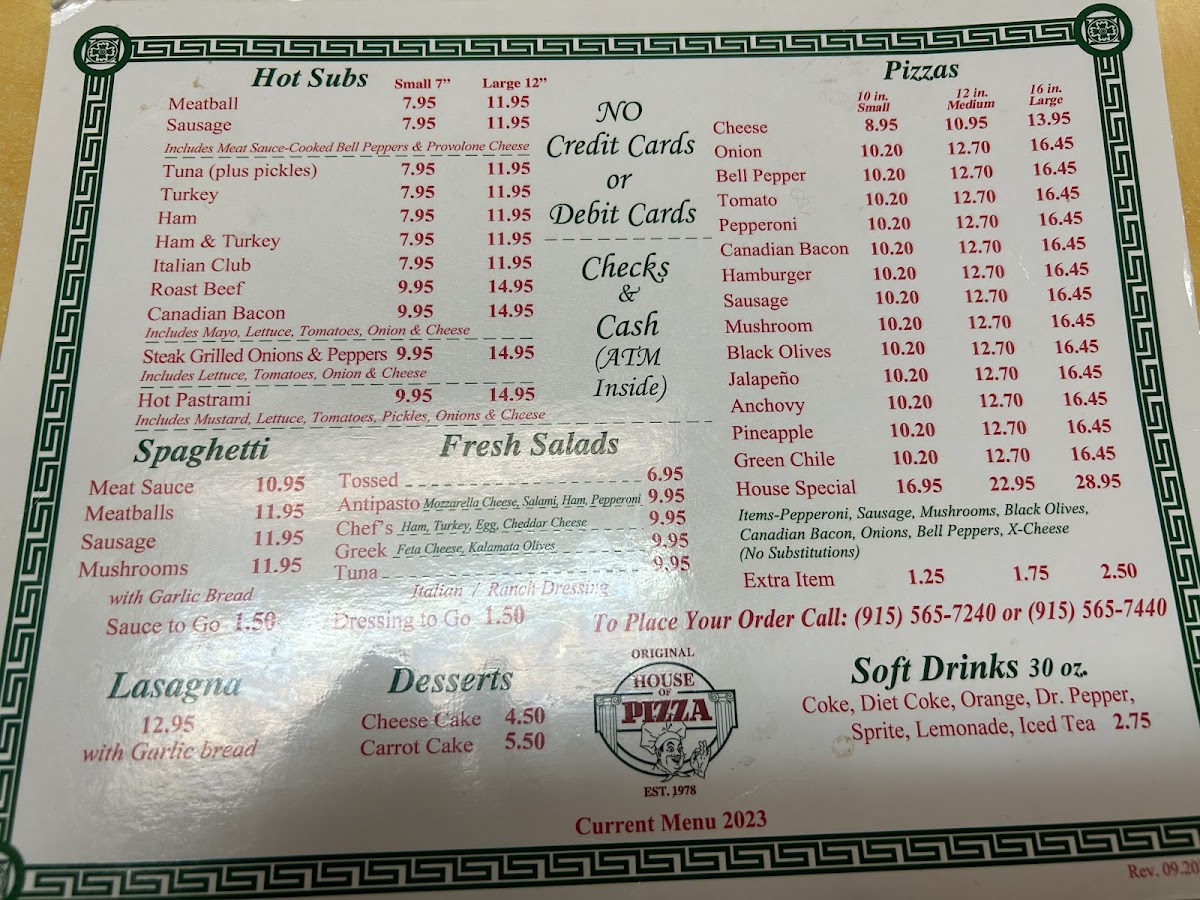 Hot Subs Small 7” Large 12”
Meatball 7.95 11.95
Sausage 7.95 11.95
Includes Meat Sauce-Cooked Bell Peppers & Provolone Cheese
Tuna (plus pickles) 7.95 11.95
Turkey 7.95 11.95
Ham 7.95 11.95
Ham & Turkey 7.95 11.95
Italian Club 7.95 11.95
Roast Beef 9.95 14.95
Canadian Bacon 9.95 14.95
Includes Mayo, Lettuce, Tomatoes, Onion & Cheese
Steak Grilled Onions & Peppers 9.95 14.95
Includes Lettuce, Tomatoes, Onion & Cheese
Hot Pastrami 9.95 14.95
Includes Mustard, Lettuce, Tomatoes, Pickles, Onions & Cheese
NO
Credit Cards
or
Debit Cards
Checks
&
Cash
(ATM
Inside)
Pizzas
10 in. Small 12 in. Medium 16 in. Large
Cheese 8.95 10.95 13.95
Onion 10.20 12.70 16.45
Bell Pepper 10.20 12.70 16.45
Tomato 10.20 12.70 16.45
Pepperoni 10.20 12.70 16.45
Canadian Bacon 10.20 12.70 16.45
Hamburger 10.20 12.70 16.45
Sausage 10.20 12.70 16.45
Mushroom 10.20 12.70 16.45
Black Olives 10.20 12.70 16.45
Jalapeño 10.20 12.70 16.45
Anchovy 10.20 12.70 16.45
Pineapple 10.20 12.70 16.45
Green Chile 10.20 12.70 16.45
House Special 16.95 22.95 28.95
Items-Pepperoni, Sausage, Mushrooms, Black Olives,
Canadian Bacon, Onions, Bell Peppers, X-Cheese
(No Substitutions)
Extra Item 1.25 1.75 2.50
Spaghetti
Meat Sauce 10.95
Meatballs 11.95
Sausage 11.95
Mushrooms 11.95
with Garlic Bread
Sauce to Go 1.50
Fresh Salads
Tossed 6.95
Antipasto Mozzarella Cheese, Salami, Ham, Pepperoni 9.95
Chef’s Ham, Turkey, Egg, Cheddar Cheese 9.95
Greek Feta Cheese, Kalamata Olives 9.95
Tuna 9.95
Italian / Ranch Dressing
Dressing to Go 1.50
To Place Your Order Call: (915) 565-7240 or (915) 565-7440
Lasagna
12.95
with Garlic bread
Desserts
Cheese Cake 4.50
Carrot Cake 5.50
ORIGINAL
HOUSE
OF
PIZZA
EST. 1978
Soft Drinks 30 oz.
Coke, Diet Coke, Orange, Dr. Pepper,
Sprite, Lemonade, Iced Tea 2.75
Current Menu 2023
Rev. 09.20